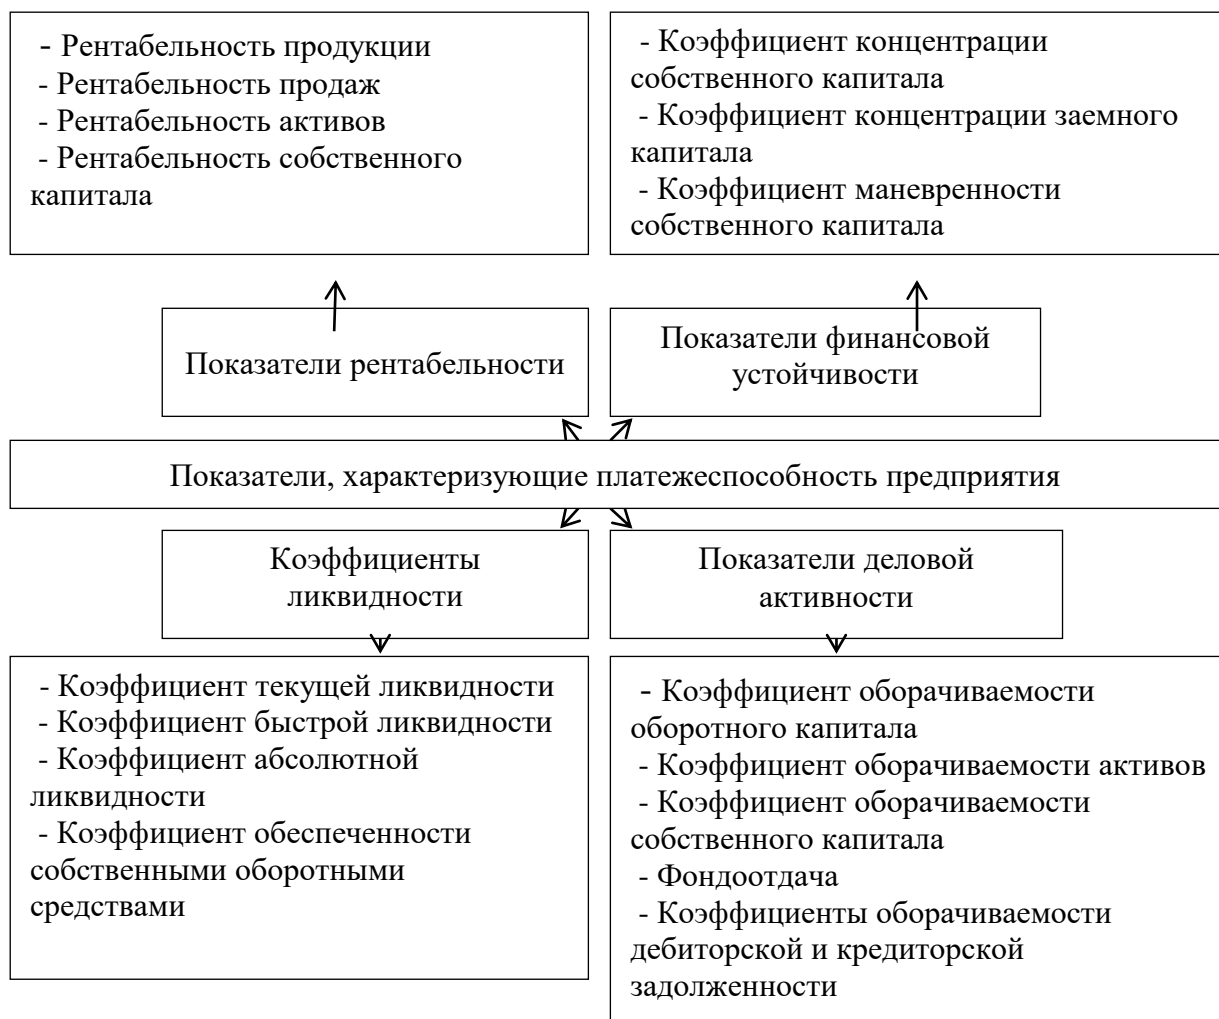 - Рентабельность продукции
- Рентабельность продаж
- Рентабельность активов
- Рентабельность собственного
капитала
- Коэффициент концентрации
собственного капитала
- Коэффициент концентрации заемного
капитала
- Коэффициент маневренности
собственного капитала
Показатели рентабельности
Показатели финансовой
устойчивости
Показатели, характеризующие платежеспособность предприятия
Коэффициенты
ликвидности
Показатели деловой
активности
- Коэффициент текущей ликвидности
- Коэффициент быстрой ликвидности
- Коэффициент абсолютной
ликвидности
- Коэффициент обеспеченности
собственными оборотными
средствами
- Коэффициент оборачиваемости
оборотного капитала
- Коэффициент оборачиваемости активов
- Коэффициент оборачиваемости
собственного капитала
- Фондоотдача
- Коэффициенты оборачиваемости
дебиторской и кредиторской
задолженности